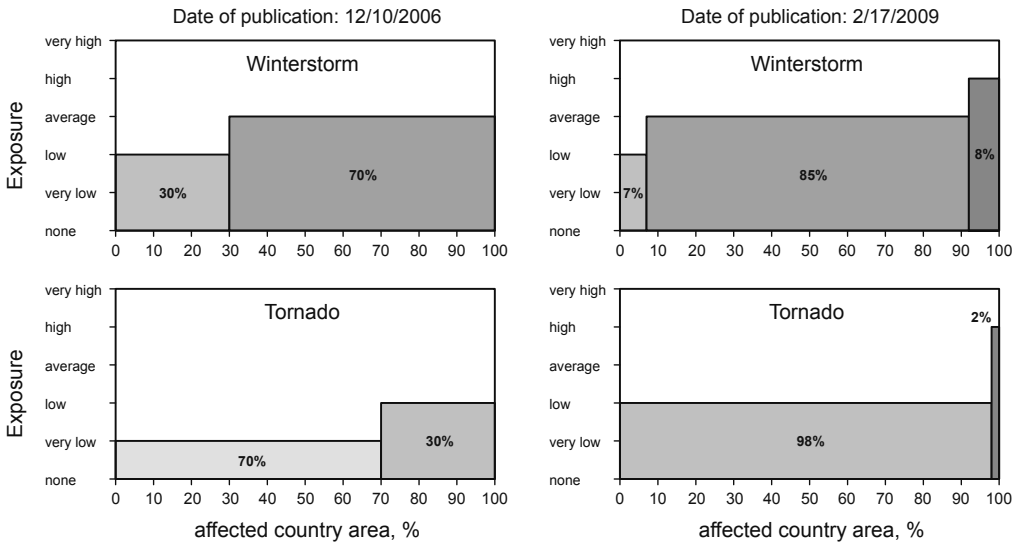 Date of publication: 12/10/2006
Date of publication: 2/17/2009
Exposure
very high
high
average
low
very low
none
Winterstorm
30%
70%
0 10 20 30 40 50 60 70 80 90 100
very high
high
average
low
very low
none
Winterstorm
7%
85%
8%
0 10 20 30 40 50 60 70 80 90 100
Exposure
very high
high
average
low
very low
none
Tornado
70%
30%
0 10 20 30 40 50 60 70 80 90 100
affected country area, %
very high
high
average
low
very low
none
Tornado
98%
2%
0 10 20 30 40 50 60 70 80 90 100
affected country area, %